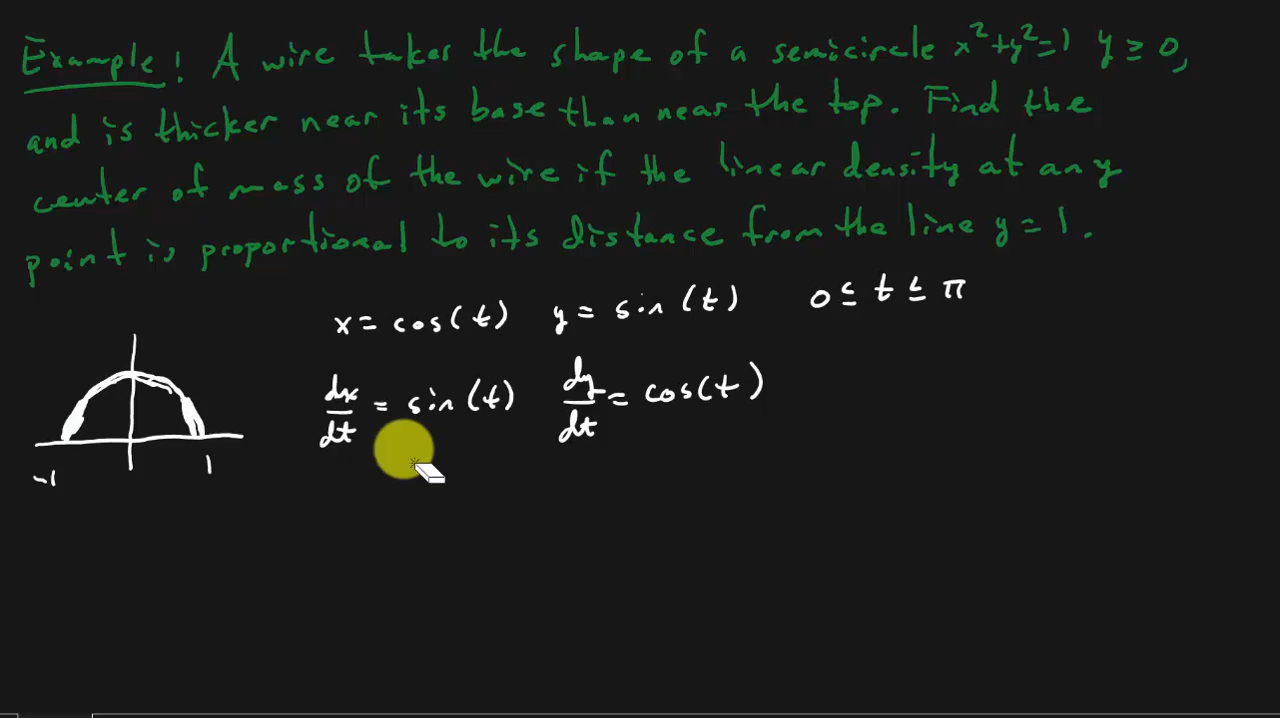 Example! A wire takes the shape of a semicircle x²+y²=1 y ≥ 0,
and is thicker near its base than near the top. Find the
center of mass of the wire if the linear density at any
point is proportional to its distance from the line y = 1.
x = cos(t) y = sin(t) 0 ≤ t ≤ π
dx/dt = sin(t) dy/dt = cos(t)
-1 1